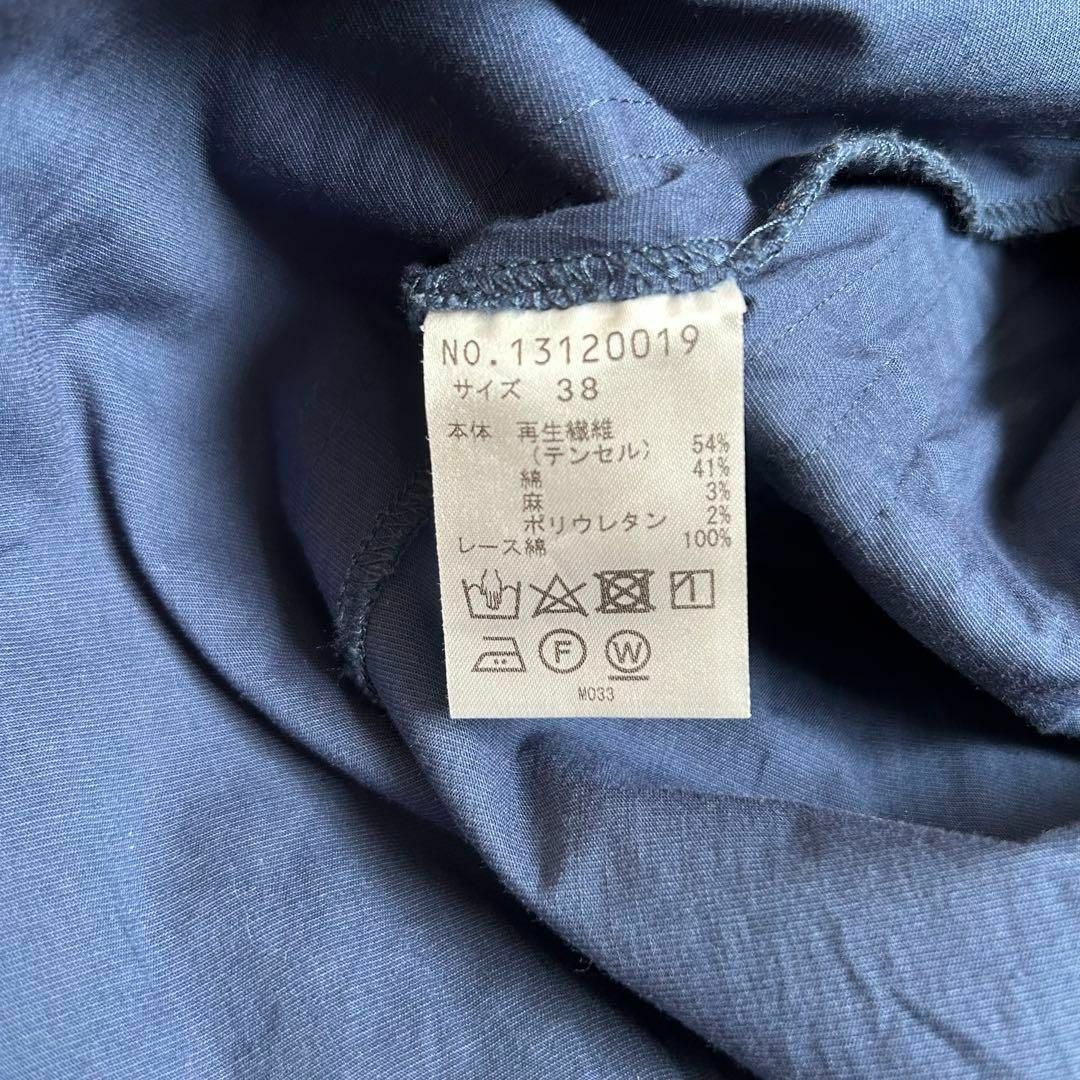 NO.13120019
サイズ 38
本体 再生繊維
(テンセル) 54%
綿 41%
麻 3%
ポリウレタン 2%
レース綿 100%
F W
M033